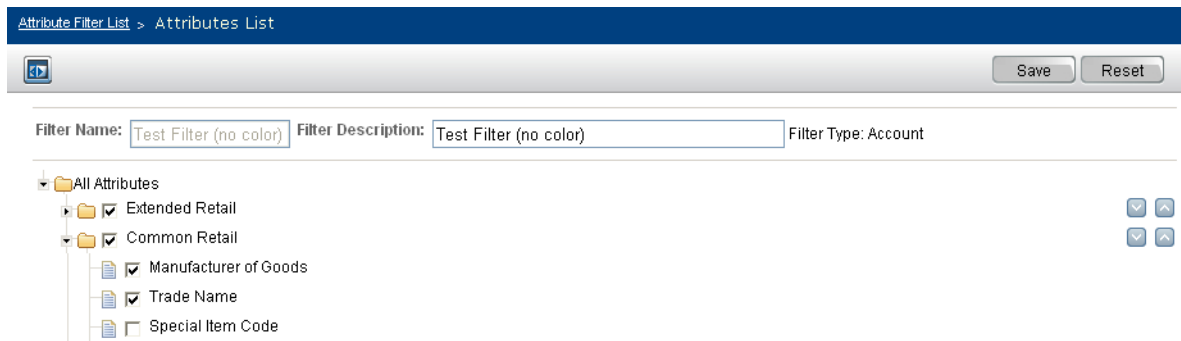 Attribute Filter List > Attributes List
Save Reset
Filter Name: Test Filter (no color) Filter Description: Test Filter (no color) Filter Type: Account
All Attributes
Extended Retail
Common Retail
Manufacturer of Goods
Trade Name
Special Item Code